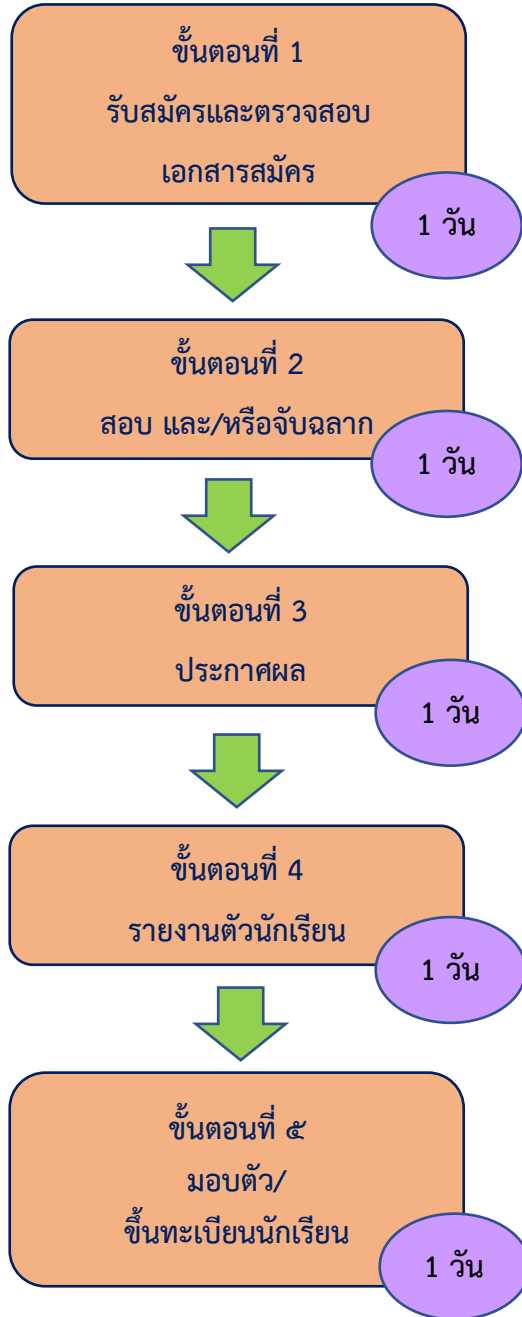 ขั้นตอนที่ 1
รับสมัครและตรวจสอบ
เอกสารสมัคร
1 วัน
ขั้นตอนที่ 2
สอบ และ/หรือจับฉลาก
1 วัน
ขั้นตอนที่ 3
ประกาศผล
1 วัน
ขั้นตอนที่ 4
รายงานตัวนักเรียน
1 วัน
ขั้นตอนที่ ๕
มอบตัว/
ขึ้นทะเบียนนักเรียน
1 วัน